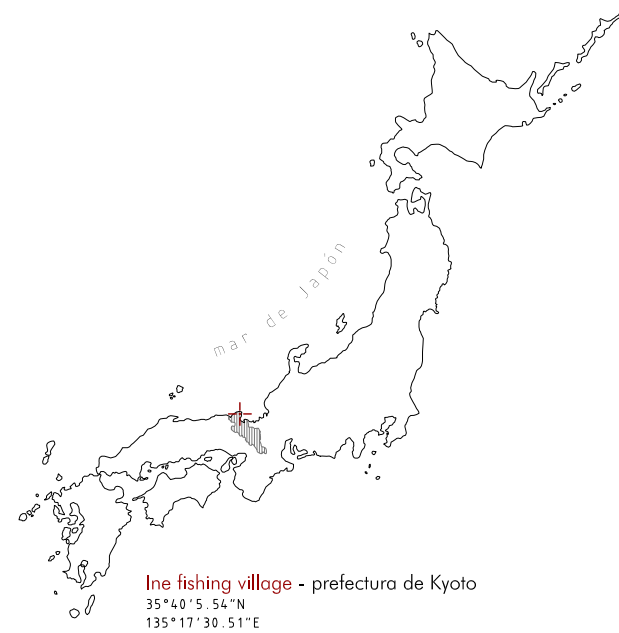 mar de Japón
Ine fishing village - prefectura de Kyoto
35°40'5.54"N
135°17'30.51"E